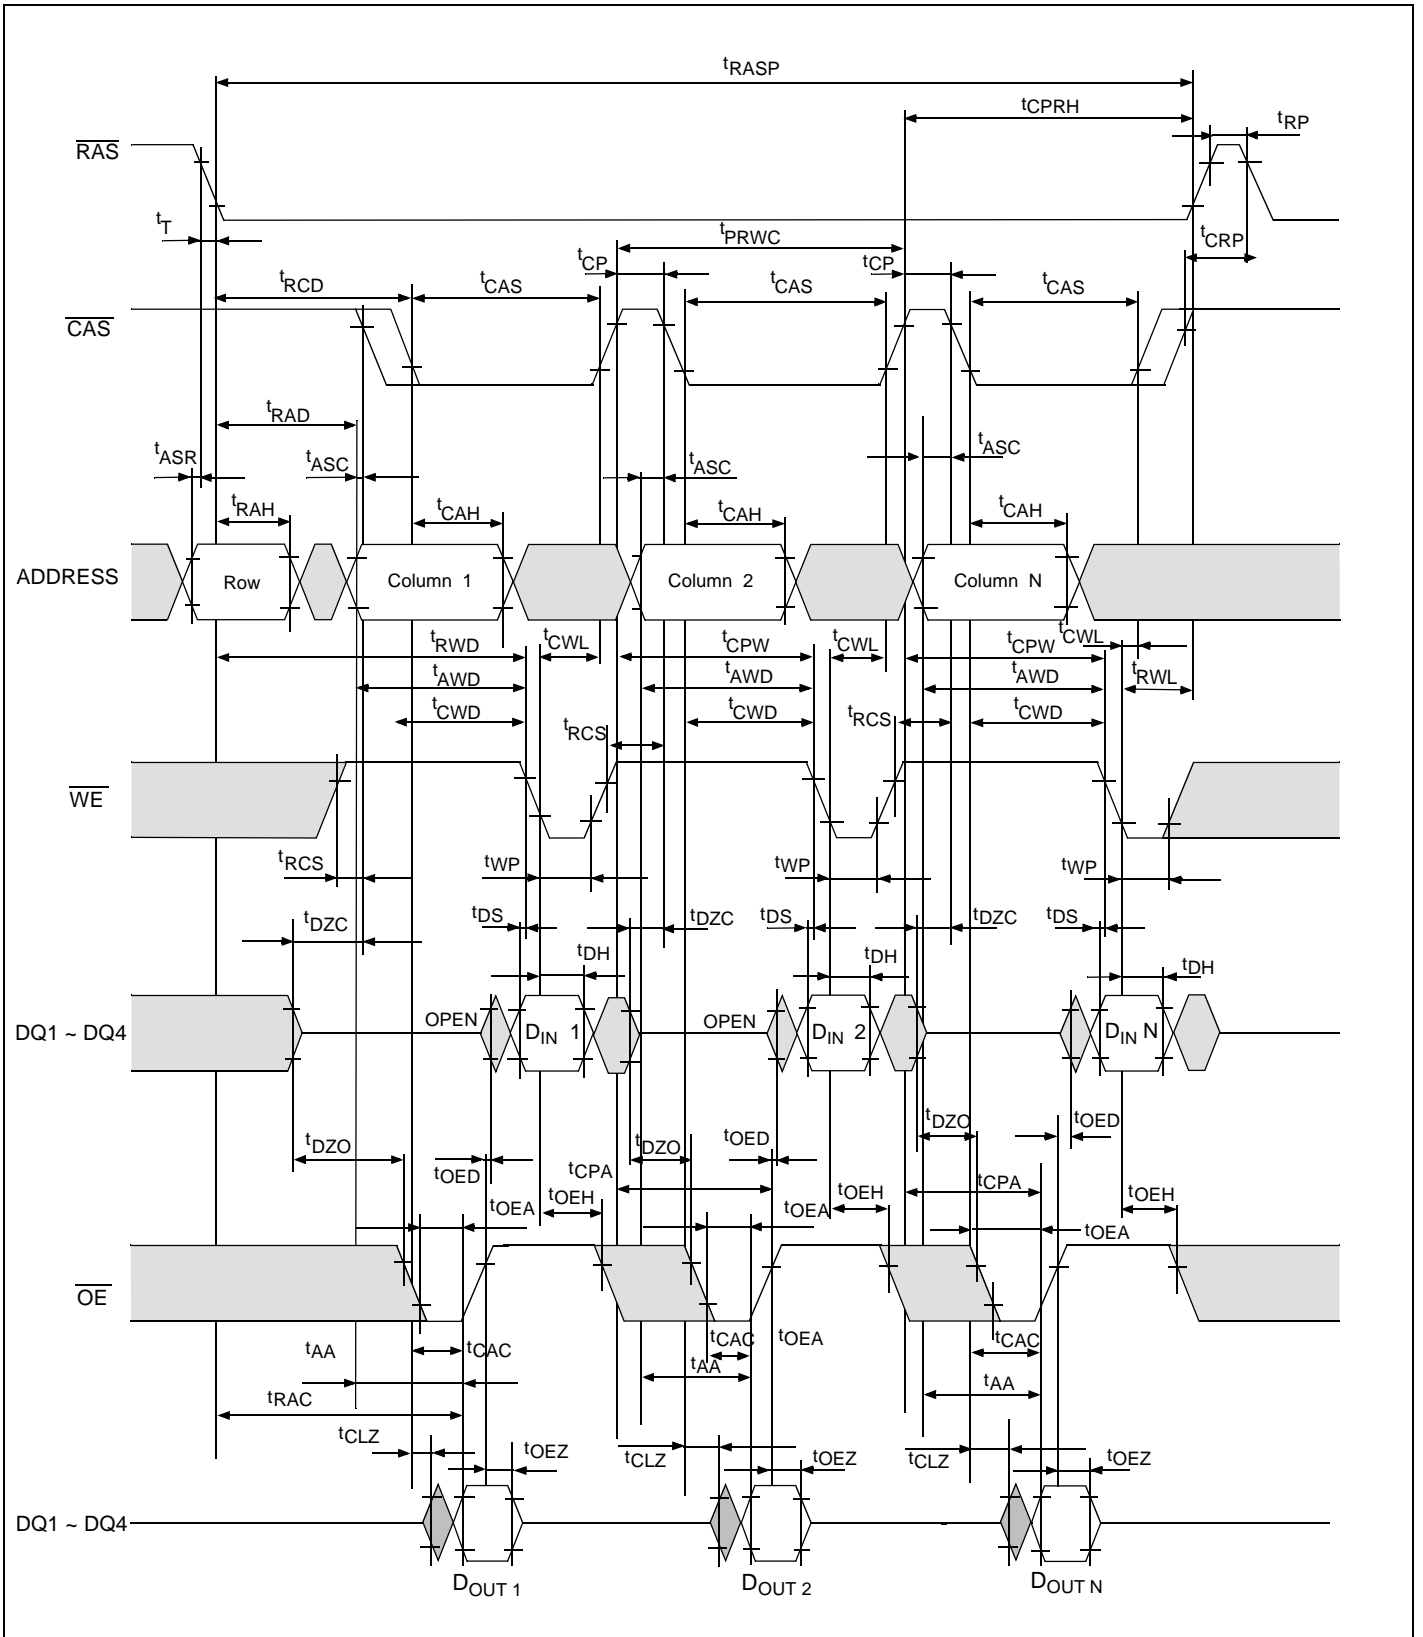 tRASP
tCPRH
tRP
RAS
tT
tPRWC
tCRP
tCP
tCP
tRCD
tCAS
tCAS
tCAS
CAS
tRAD
tASR
tASC
tASC
tASC
tRAH
tCAH
tCAH
tCAH
ADDRESS
Row
Column 1
Column 2
Column N
tRWD
tCWL
tCPW
tCWL
tCPW
tCWL
tAWD
tAWD
tAWD
tRWL
tCWD
tCWD
tRCS
tCWD
tRCS
WE
tRCS
tWP
tWP
tWP
tDZC
tDS
tDZC
tDS
tDZC
tDS
tDH
tDH
tDH
DQ1 ~ DQ4
OPEN
DIN 1
OPEN
DIN 2
DIN N
tDZO
tOED
tDZO
tOED
tDZO
tOED
tCPA
tCPA
tOEA
tOEH
tOEA
tOEH
tOEA
tOEH
OE
tAA
tCAC
tCAC
tOEA
tCAC
tAA
tAA
tRAC
tCLZ
tOEZ
tCLZ
tOEZ
tCLZ
tOEZ
DQ1 ~ DQ4
DOUT 1
DOUT 2
DOUT N